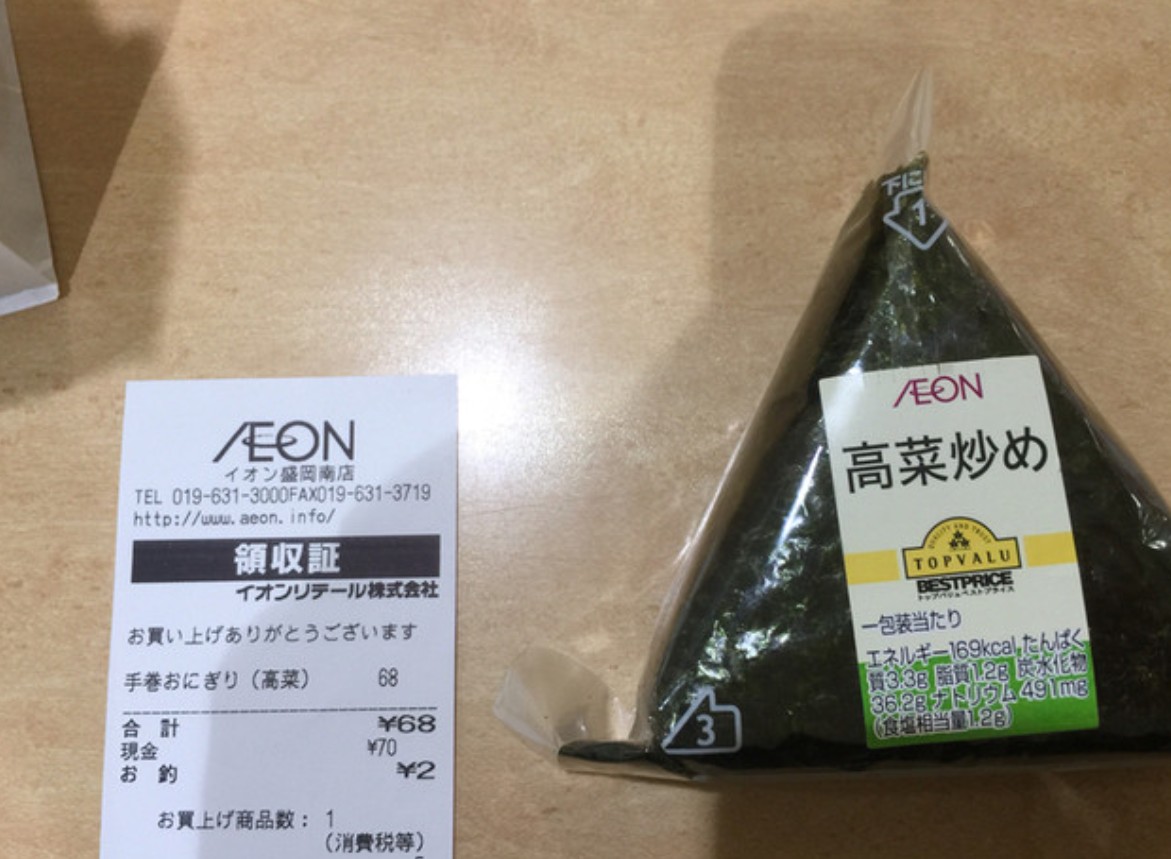 ÆON
イオン盛岡南店
TEL 019-631-3000FAX019-631-3719
http://www.aeon.info/
領収証
イオンリテール株式会社
お買い上げありがとうございます
手巻おにぎり(高菜) 68
合 計 ¥68
現金 ¥70
お 釣 ¥2
お買上げ商品数: 1
(消費税等)
下に
1
ÆON
高菜炒め
QUALITY AND TRUST
TOPVALU
BESTPRICE
トップバリュベストプライス
一包装当たり
エネルギー169kcal たんぱく
質3.3g 脂質1.2g 炭水化物
36.2g ナトリウム 491mg
(食塩相当量1.2g)
3